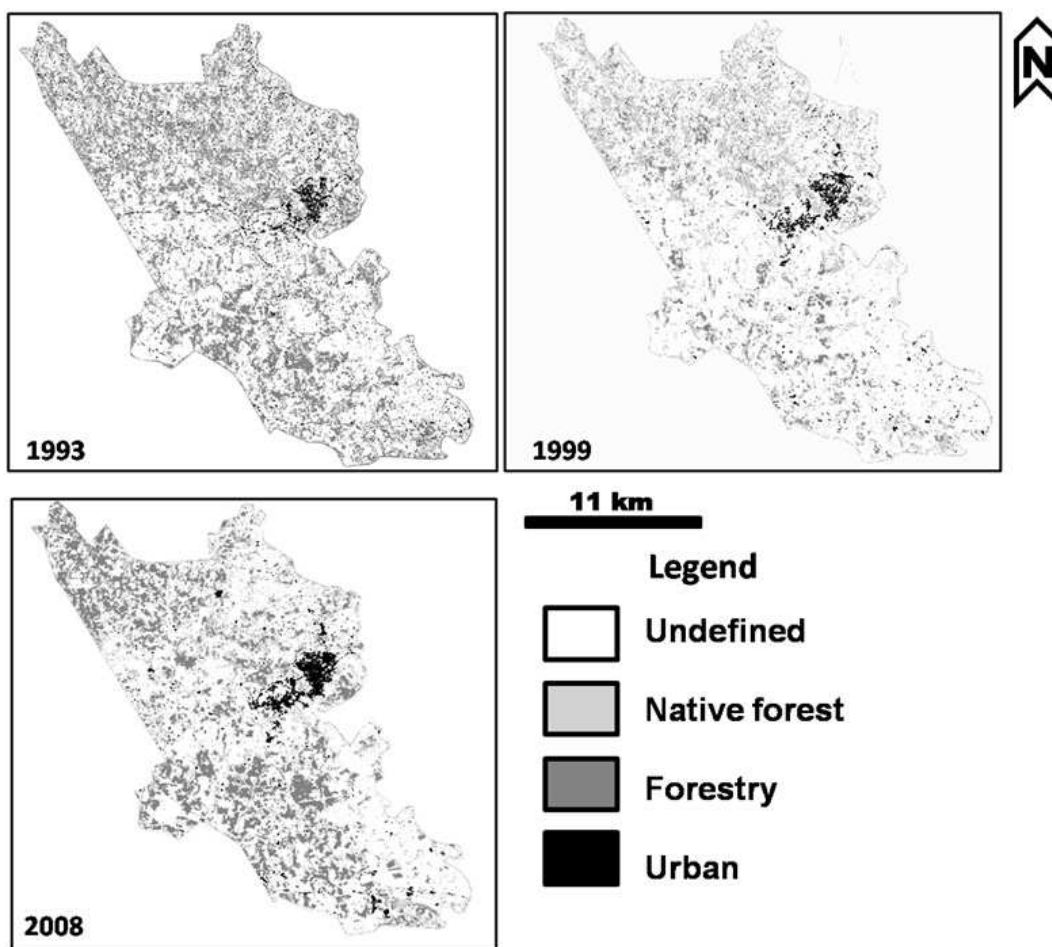 N
1993
1999
2008
11 km
Legend
Undefined
Native forest
Forestry
Urban